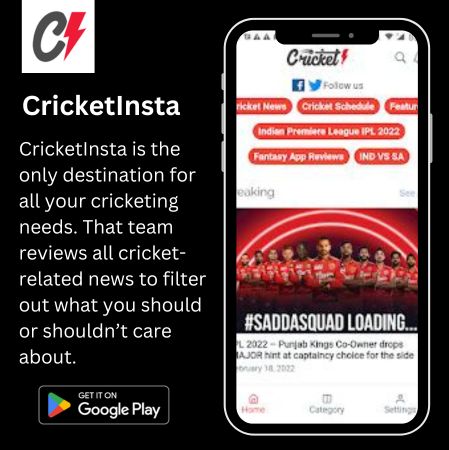 CricketInsta
CricketInsta is the
only destination for
all your cricketing
needs. That team
reviews all cricket-
related news to filter
out what you should
or shouldn’t care
about.
GET IT ON
Google Play
Cricket
Follow us
ricket News
Cricket Schedule
Featur
Indian Premiere League IPL 2022
Fantasy App Reviews
IND VS SA
eaking
See
#SADDASQUAD LOADING...
PL 2022 – Punjab Kings Co-Owner drops
MAJOR hint at captaincy choice for the side
ebruary 18, 2022
Home
Category
Settings